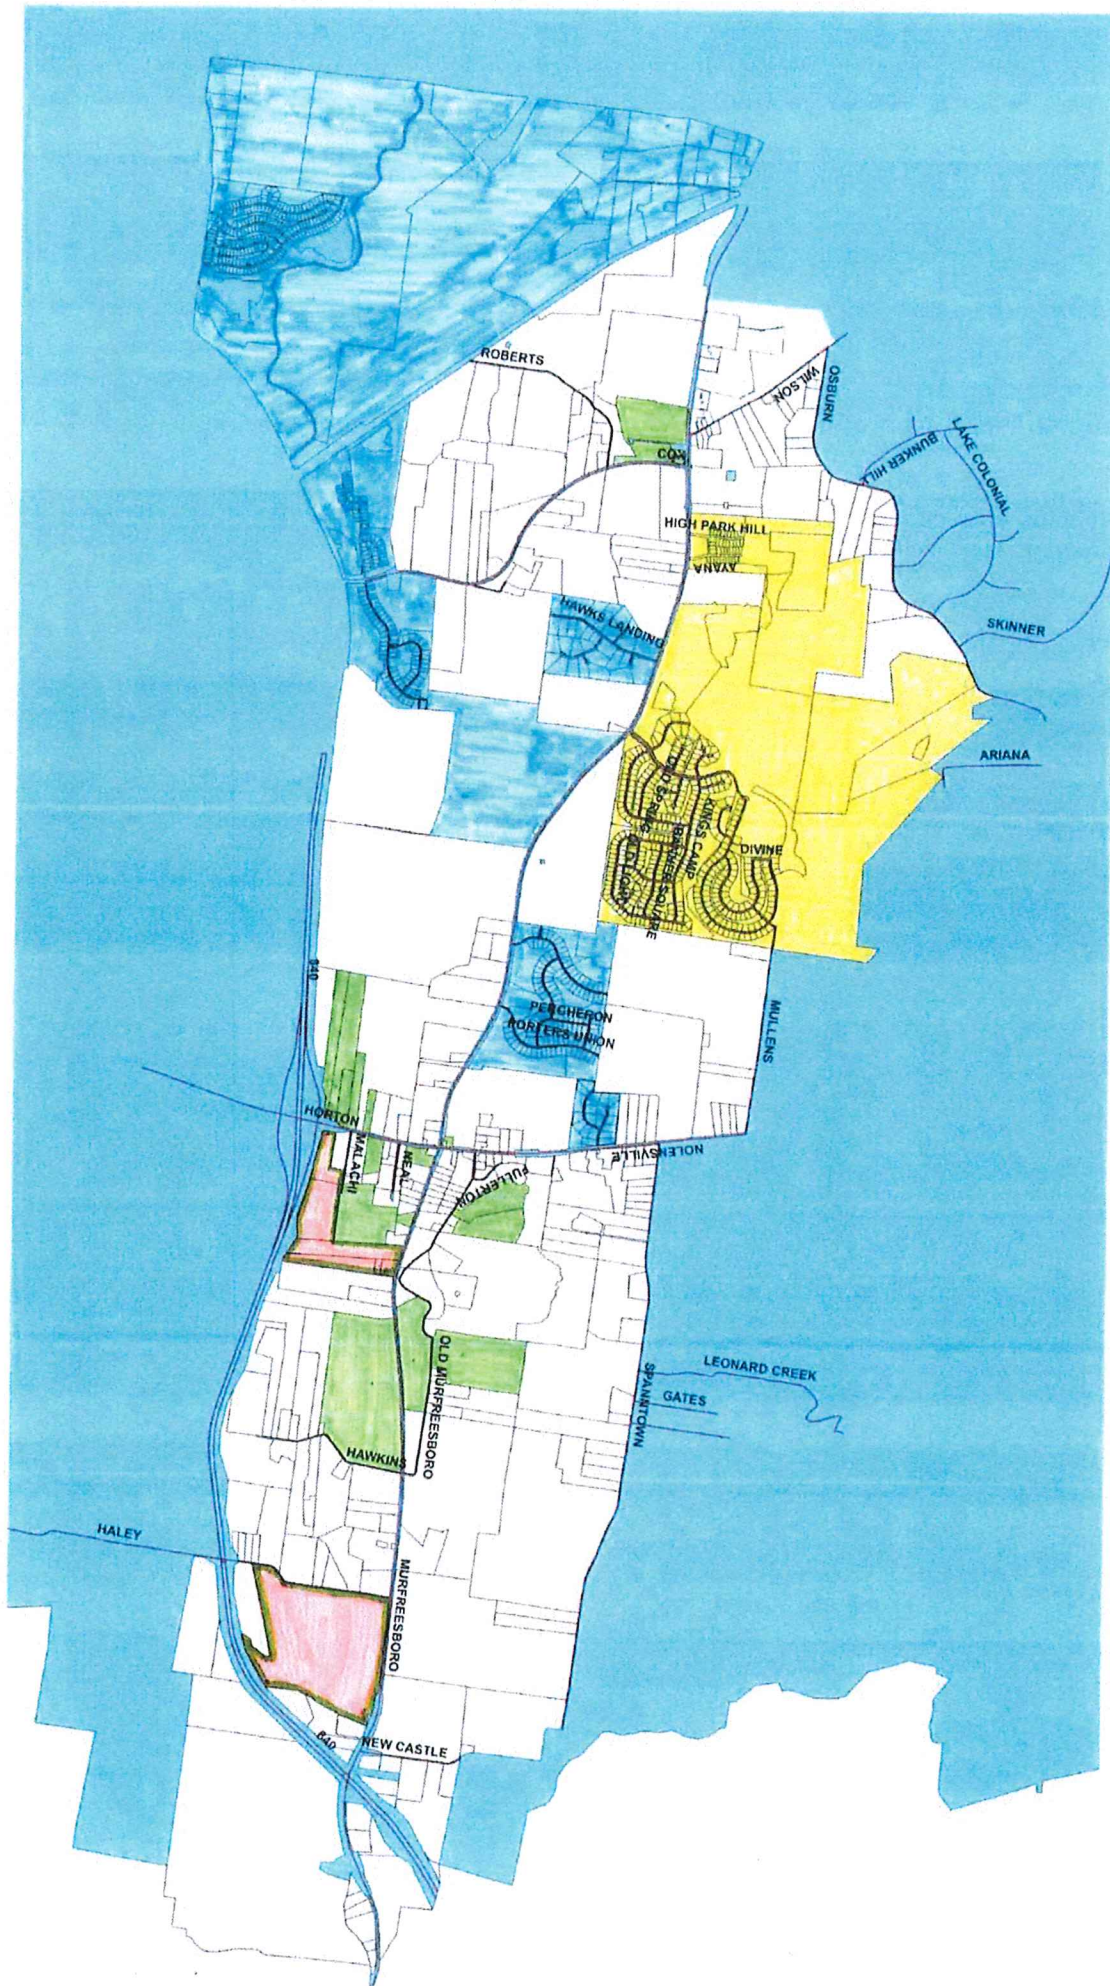 ROBERTS
WILSON
OSBURN
LAKE COLONIAL
BUNKER HILL
COX
HIGH PARK HILL
AYANA
HAWKS LANDING
SKINNER
ARIANA
KINGS CAMP
DIVINE
BANNER SQUARE
840
PERCHERON
PORTERS UNION
MULLENS
HORTON
MALACHI
NEAL
NOLENSVILLE
FULLERTON
OLD MURFREESBORO
SPANNTOWN
LEONARD CREEK
GATES
HAWKINS
HALEY
MURFREESBORO
840
NEW CASTLE